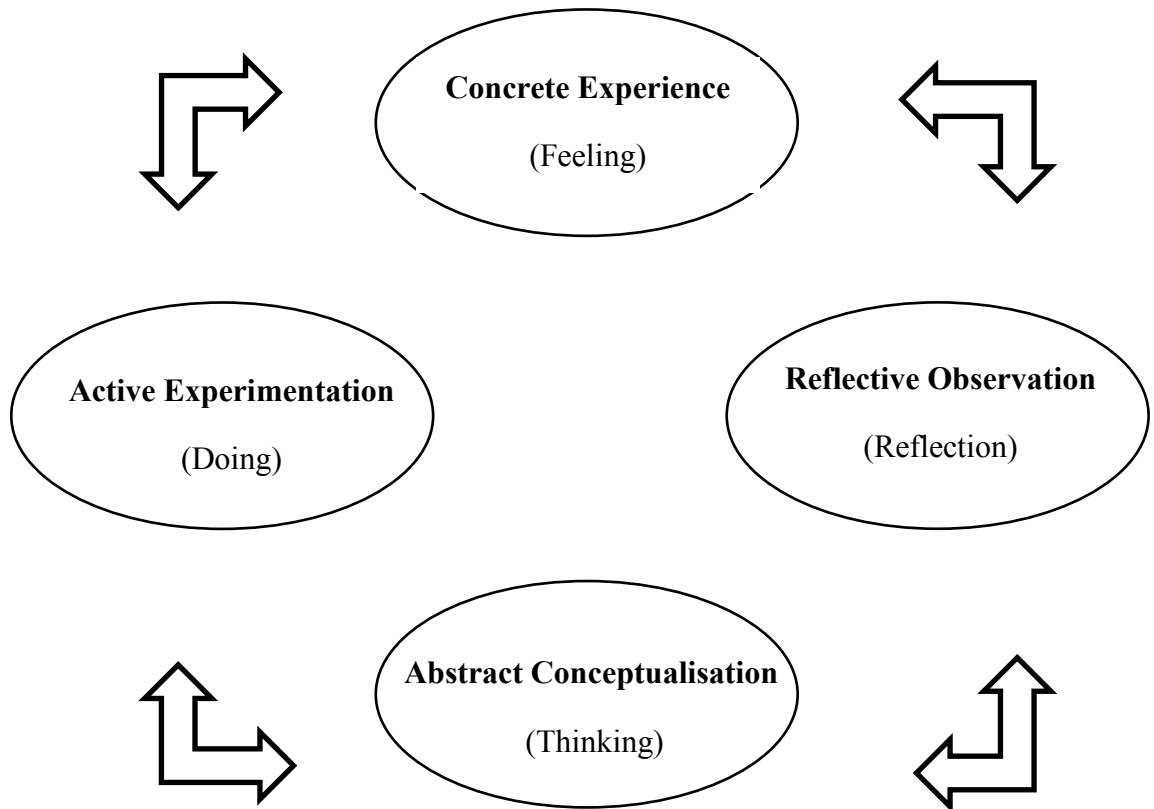 Concrete Experience
(Feeling)
Active Experimentation
(Doing)
Reflective Observation
(Reflection)
Abstract Conceptualisation
(Thinking)